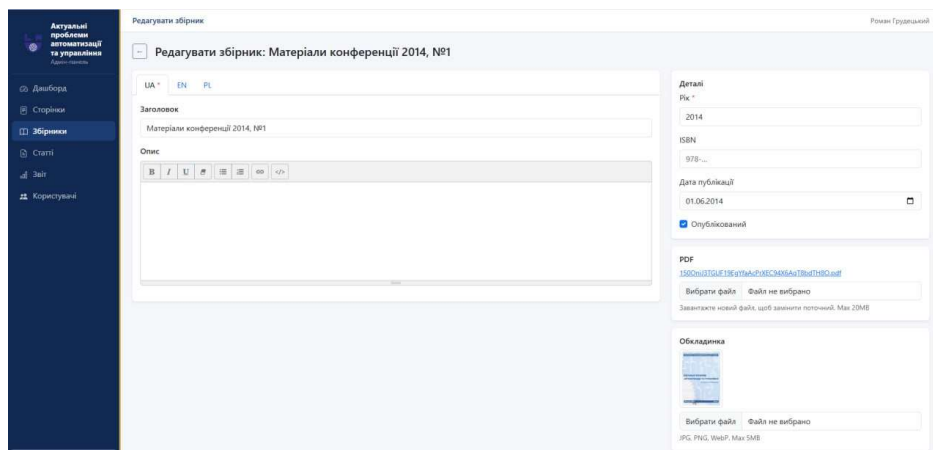 Актуальні
проблеми
автоматизації
та управління
Адмін-панель
Дашборд
Сторінки
Збірники
Статті
Звіт
Користувачі
Редагувати збірник
Роман Грудецький
Редагувати збірник: Матеріали конференції 2014, №1
UA *
EN
PL
Заголовок
Матеріали конференції 2014, №1
Опис
B I U
</>
Деталі
Рік *
2014
ISBN
978-...
Дата публікації
01.06.2014
Опублікований
PDF
Вибрати файл Файл не вибрано
Завантажте новий файл, щоб замінити поточний. Max 20MB
Обкладинка
Вибрати файл Файл не вибрано
JPG, PNG, WebP. Max 5MB